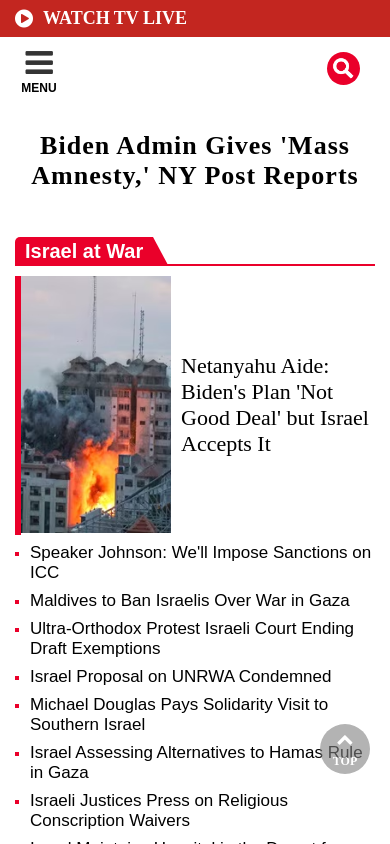 WATCH TV LIVE
MENU
Biden Admin Gives 'Mass
Amnesty,' NY Post Reports
Israel at War
Netanyahu Aide:
Biden's Plan 'Not
Good Deal' but Israel
Accepts It
Speaker Johnson: We'll Impose Sanctions on
ICC
Maldives to Ban Israelis Over War in Gaza
Ultra-Orthodox Protest Israeli Court Ending
Draft Exemptions
Israel Proposal on UNRWA Condemned
Michael Douglas Pays Solidarity Visit to
Southern Israel
Israel Assessing Alternatives to Hamas Rule
in Gaza
TOP
Israeli Justices Press on Religious
Conscription Waivers